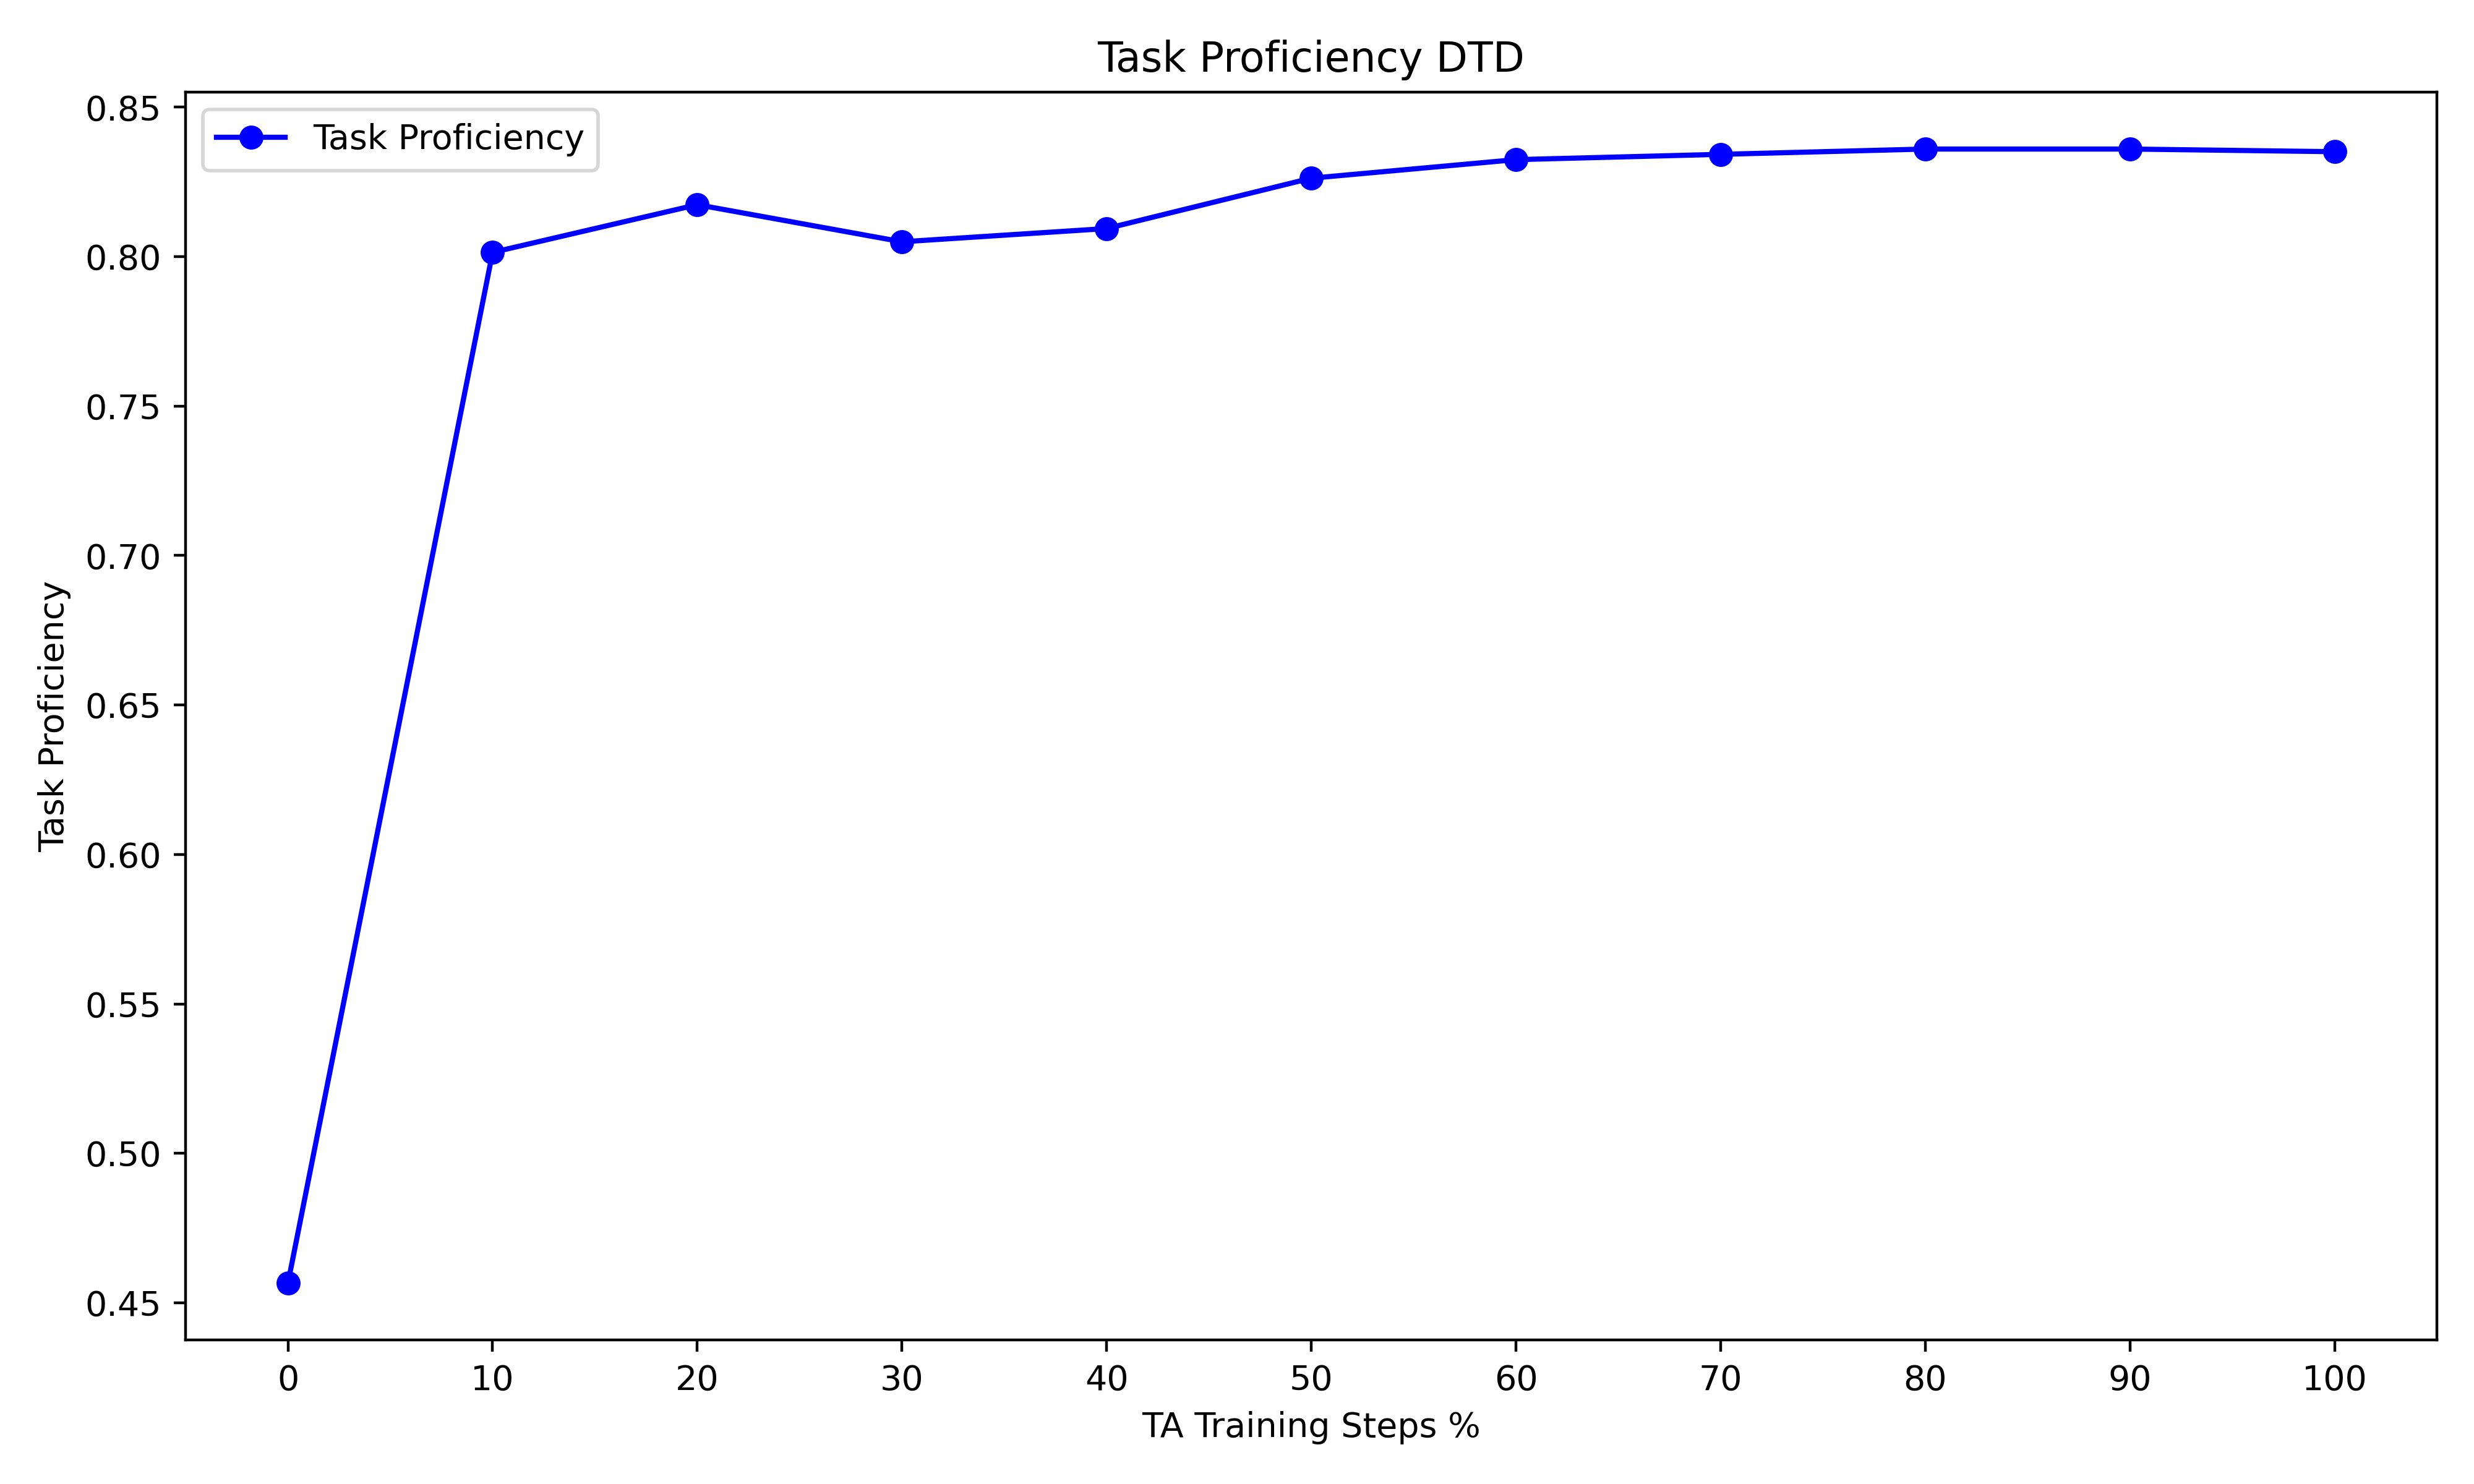 Task Proficiency DTD
Task Proficiency
Task Proficiency
0.85
0.80
0.75
0.70
0.65
0.60
0.55
0.50
0.45
0 10 20 30 40 50 60 70 80 90 100
TA Training Steps %